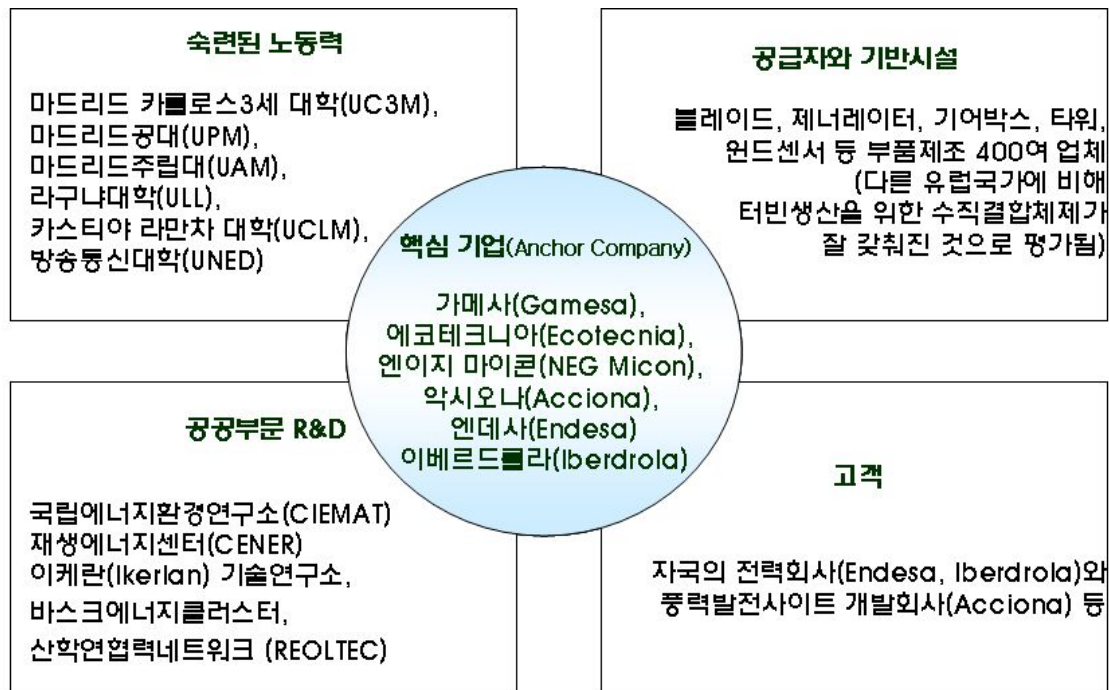 숙련된 노동력
마드리드 카를로스3세 대학(UC3M),
마드리드공대(UPM),
마드리드주립대(UAM),
라구냐대학(ULL),
카스티야 라만차 대학(UCLM),
방송통신대학(UNED)
공급자와 기반시설
블레이드, 제너레이터, 기어박스, 타워,
윈드센서 등 부품제조 400여 업체
(다른 유럽국가에 비해
터빈생산을 위한 수직결합체제가
잘 갖춰진 것으로 평가됨)
핵심 기업(Anchor Company)
가메사(Gamesa),
에코테크니아(Ecotecnia),
엔이지 마이콘(NEG Micon),
악시오나(Acciona),
엔데사(Endesa)
이베르드롤라(Iberdrola)
공공부문 R&D
국립에너지환경연구소(CIEMAT)
재생에너지센터(CENER)
이케란(Ikerlan) 기술연구소,
바스크에너지클러스터,
산학연협력네트워크 (REOLTEC)
고객
자국의 전력회사(Endesa, Iberdrola)와
풍력발전사이트 개발회사(Acciona) 등